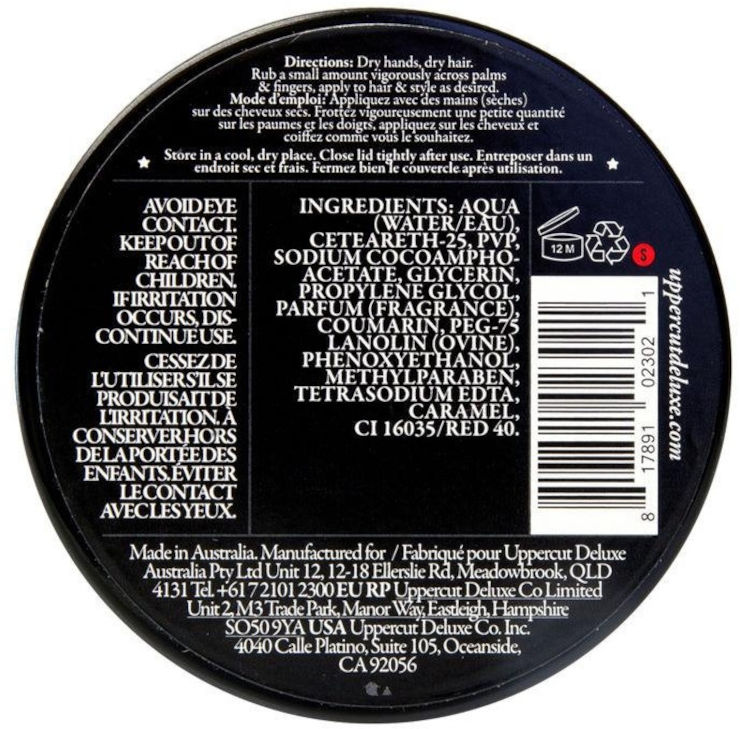 Directions: Dry hands, dry hair.
Rub a small amount vigorously across palms
& fingers, apply to hair & style as desired.
Mode d'emploi: Appliquez avec des mains (sèches)
sur des cheveux secs. Frottez vigoureusement une petite quantité
sur les paumes et les doigts, appliquez sur les cheveux et
coiffez comme vous le souhaitez.
Store in a cool, dry place. Close lid tightly after use. Entreposer dans un
endroit sec et frais. Fermez bien le couvercle après utilisation.
AVOID EYE
CONTACT.
KEEP OUT OF
REACH OF
CHILDREN.
IF IRRITATION
OCCURS, DIS-
CONTINUE USE.
CESSEZ DE
L'UTILISER S'IL SE
PRODUISAIT DE
L'IRRITATION. À
CONSERVER HORS
DE LA PORTÉE DES
ENFANTS. ÉVITER
LE CONTACT
AVEC LES YEUX.
INGREDIENTS: AQUA
(WATER/EAU),
CETEARETH-25, PVP,
SODIUM COCOAMPHO-
ACETATE, GLYCERIN,
PROPYLENE GLYCOL,
PARFUM (FRAGRANCE),
COUMARIN, PEG-75
LANOLIN (OVINE),
PHENOXYETHANOL,
METHYLPARABEN,
TETRASODIUM EDTA,
CARAMEL,
CI 16035/RED 40.
12 M
S
8 17891 02302 1
uppercutdeluxe.com
Made in Australia. Manufactured for / Fabriqué pour Uppercut Deluxe
Australia Pty Ltd Unit 12, 12-18 Ellerslie Rd, Meadowbrook, QLD
4131 Tel. +61 7 2101 2300 EU RP Uppercut Deluxe Co Limited
Unit 2, M3 Trade Park, Manor Way, Eastleigh, Hampshire
SO50 9YA USA Uppercut Deluxe Co. Inc.
4040 Calle Platino, Suite 105, Oceanside,
CA 92056